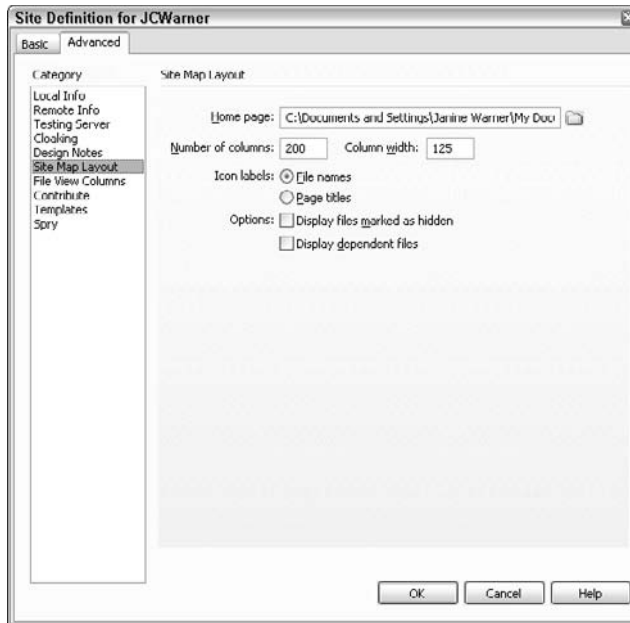 Site Definition for JCWarner
Basic
Advanced
Category
Local Info
Remote Info
Testing Server
Cloaking
Design Notes
Site Map Layout
File View Columns
Contribute
Templates
Spry
Site Map Layout
Home page: C:\Documents and Settings\Janine Warner\My Docu
Number of columns: 200 Column width: 125
Icon labels: File names
Page titles
Options: Display files marked as hidden
Display dependent files
OK Cancel Help